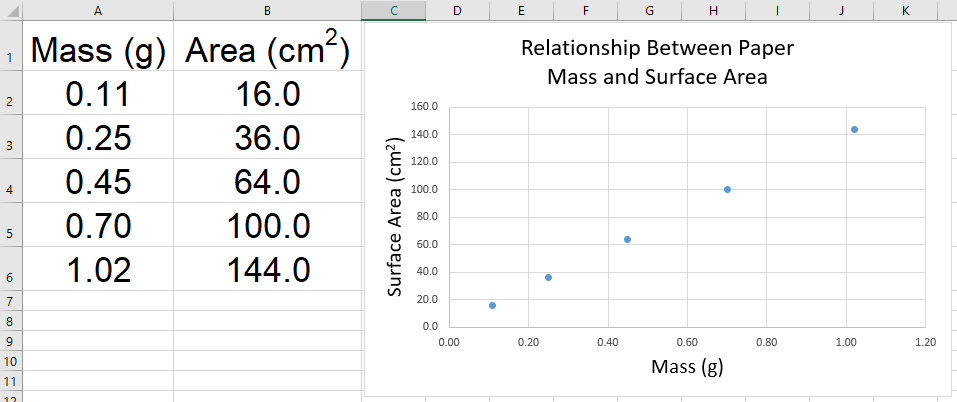 A B C D E F G H I J K
1 Mass (g) Area (cm²)
2 0.11 16.0
3 0.25 36.0
4 0.45 64.0
5 0.70 100.0
6 1.02 144.0
7
8
9
10
11
12
Relationship Between Paper
Mass and Surface Area
Surface Area (cm²)
160.0
140.0
120.0
100.0
80.0
60.0
40.0
20.0
0.0
0.00 0.20 0.40 0.60 0.80 1.00 1.20
Mass (g)